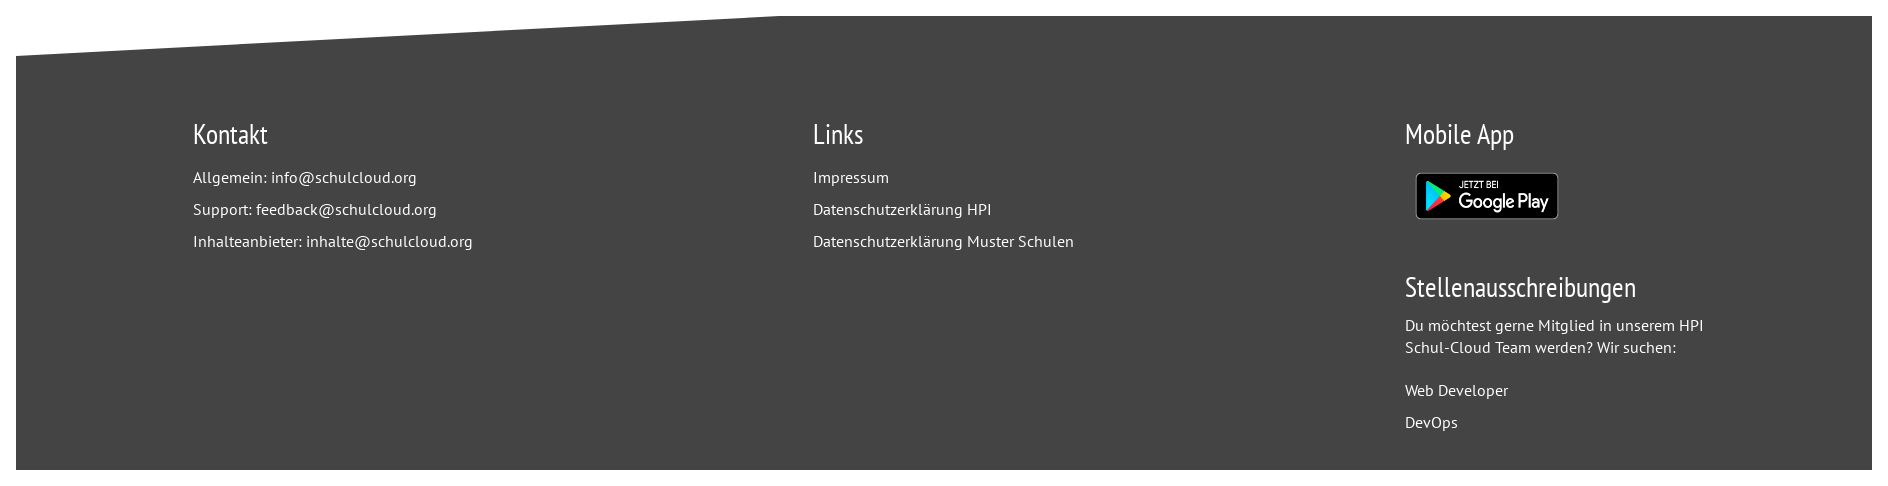 Kontakt
Allgemein: info@schulcloud.org
Support: feedback@schulcloud.org
Inhalteanbieter: inhalte@schulcloud.org
Links
Impressum
Datenschutzerklärung HPI
Datenschutzerklärung Muster Schulen
Mobile App
JETZT BEI
Google Play
Stellenausschreibungen
Du möchtest gerne Mitglied in unserem HPI
Schul-Cloud Team werden? Wir suchen:
Web Developer
DevOps